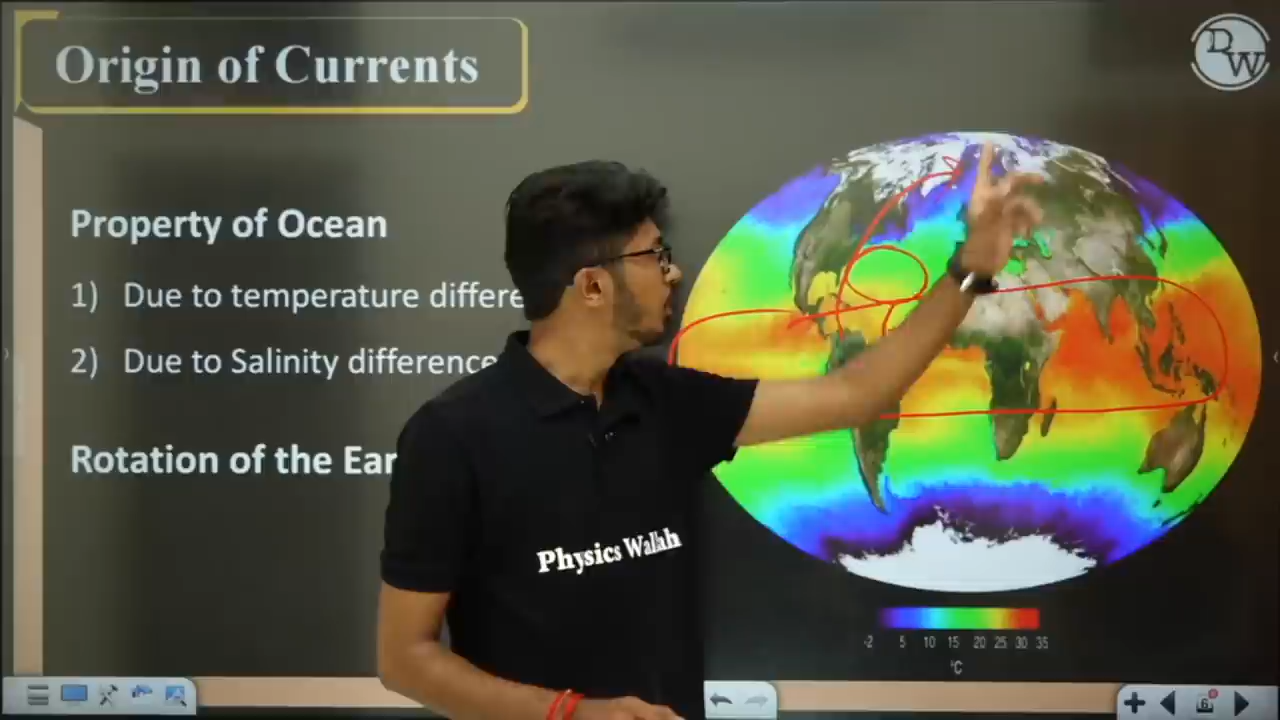 Origin of Currents
PW
Property of Ocean
1) Due to temperature differe
2) Due to Salinity difference
Rotation of the Ear
Physics Wallah
-2 5 10 15 20 25 30 35
°C